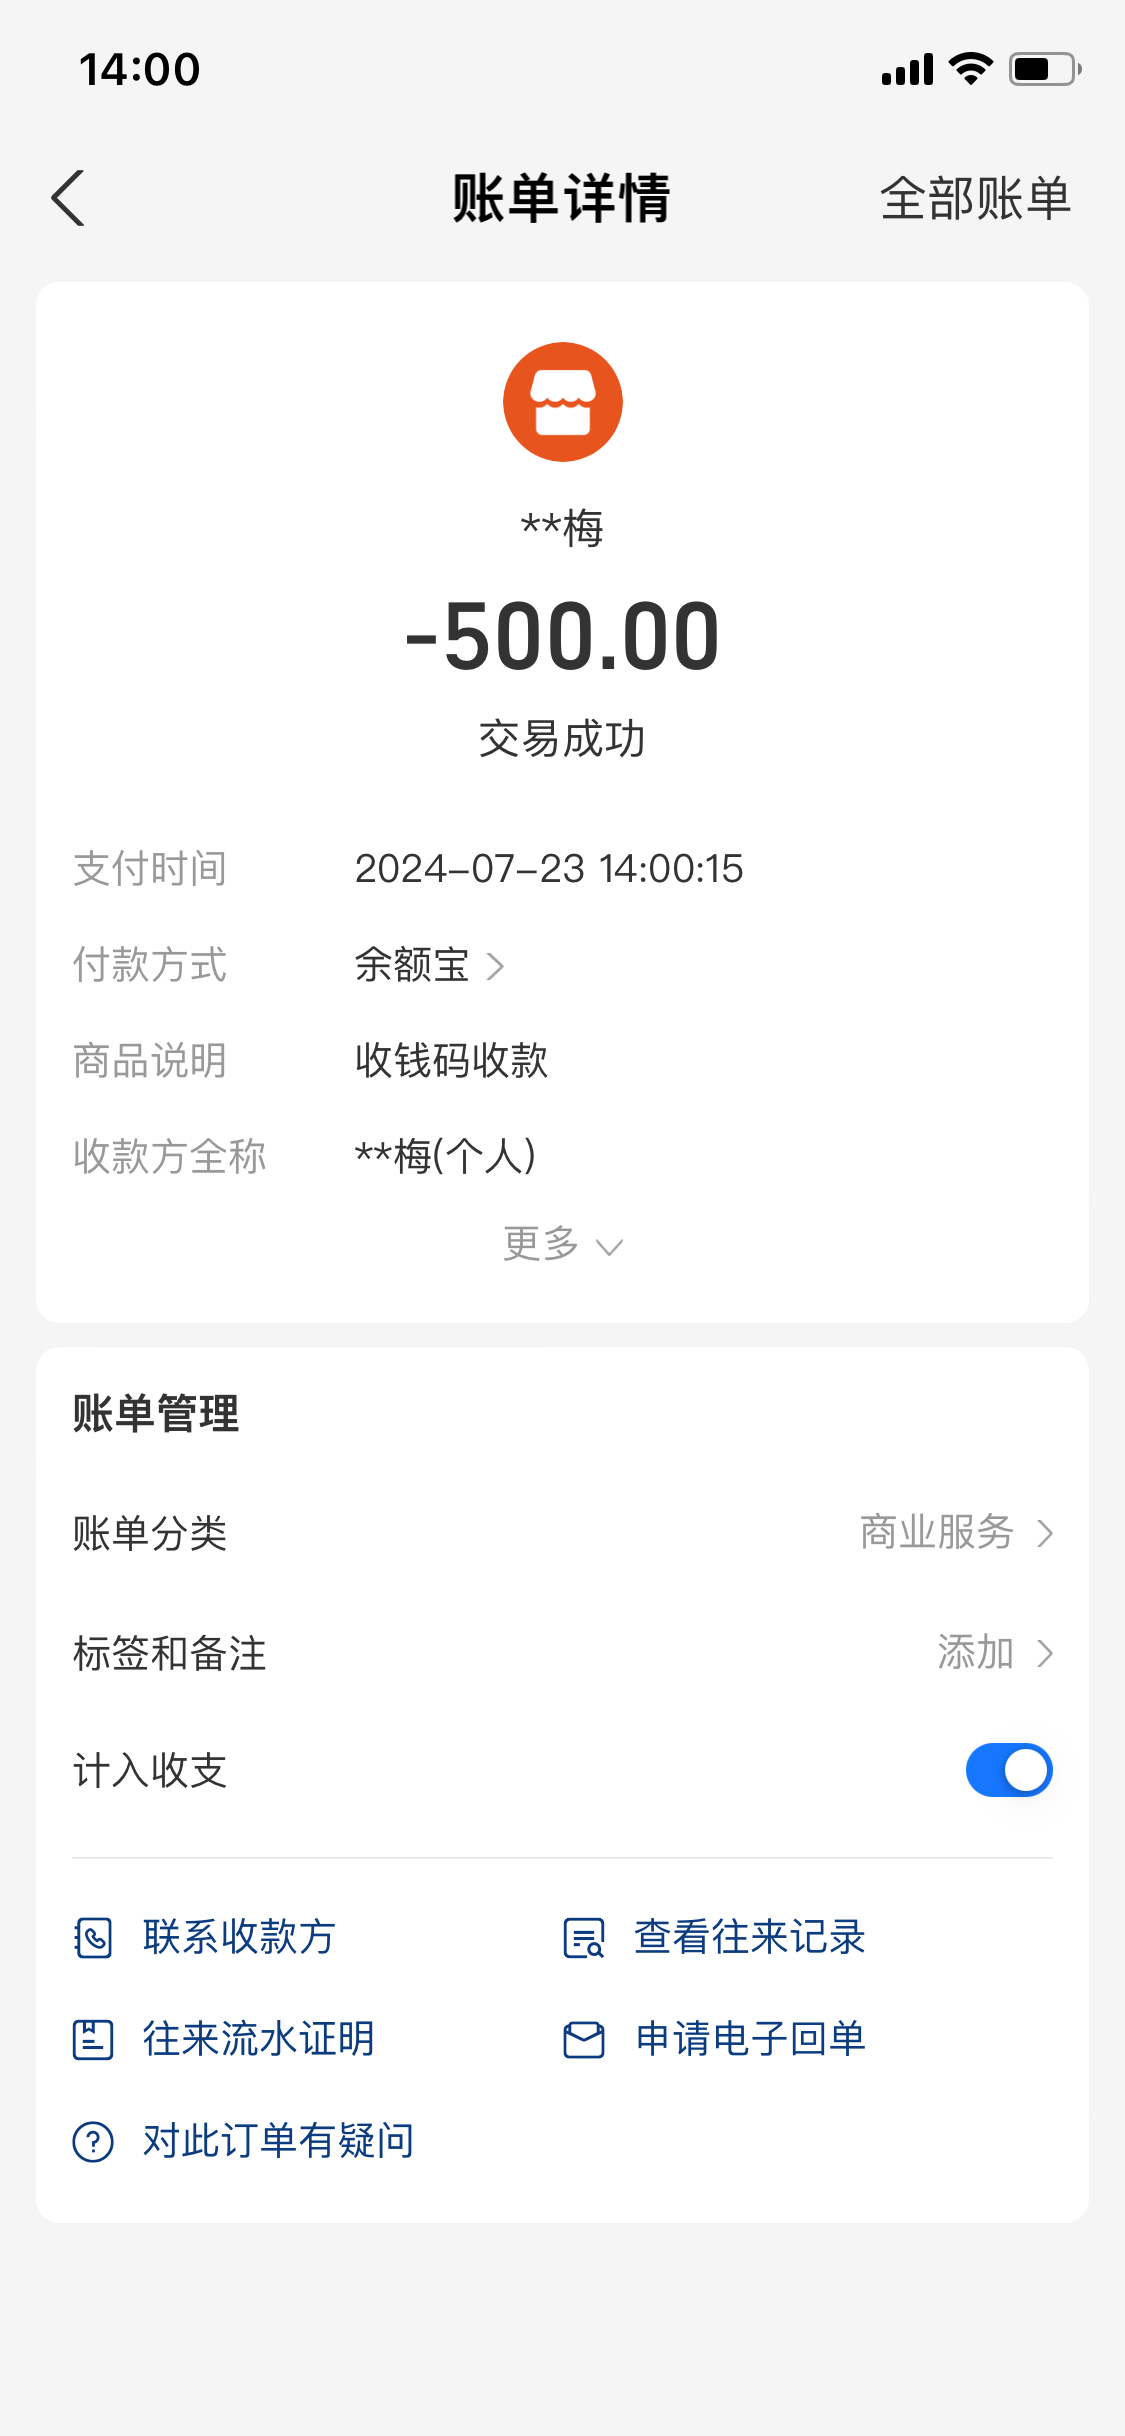 14:00
账单详情 全部账单
**梅
-500.00
交易成功
支付时间 2024-07-23 14:00:15
付款方式 余额宝
商品说明 收钱码收款
收款方全称 **梅(个人)
更多
账单管理
账单分类 商业服务
标签和备注 添加
计入收支
联系收款方 查看往来记录
往来流水证明 申请电子回单
对此订单有疑问